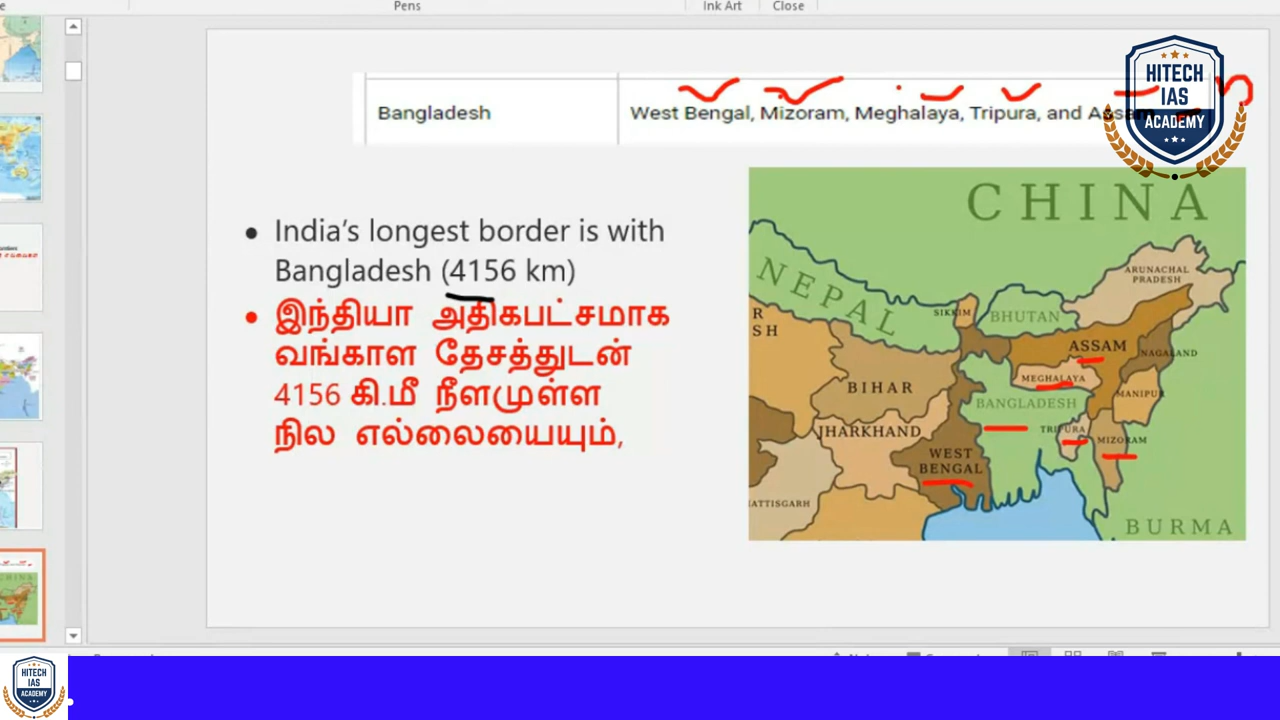 Pens
Ink Art
Close
HITECH
IAS
ACADEMY
Bangladesh
West Bengal, Mizoram, Meghalaya, Tripura, and Assam
• India's longest border is with
Bangladesh (4156 km)
• இந்தியா அதிகபட்சமாக
வங்காள தேசத்துடன்
4156 கி.மீ நீளமுள்ள
நில எல்லையையும்,
CHINA
NEPAL
ARUNACHAL
PRADESH
SIKKIM
BHUTAN
ASSAM
NAGALAND
MEGHALAYA
BIHAR
MANIPUR
BANGLADESH
JHARKHAND
TRIPURA
MIZORAM
WEST
BENGAL
ATTISGARH
BURMA
HITECH
IAS
ACADEMY